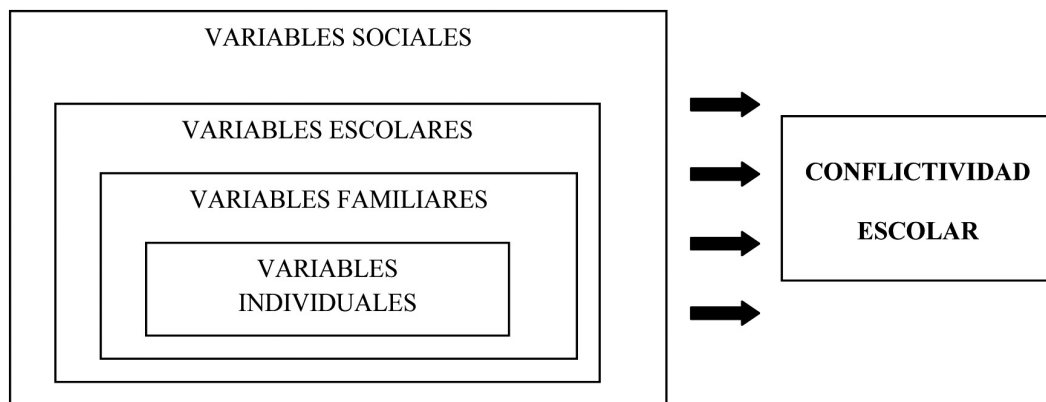 VARIABLES SOCIALES
VARIABLES ESCOLARES
VARIABLES FAMILIARES
VARIABLES
INDIVIDUALES
CONFLICTIVIDAD
ESCOLAR